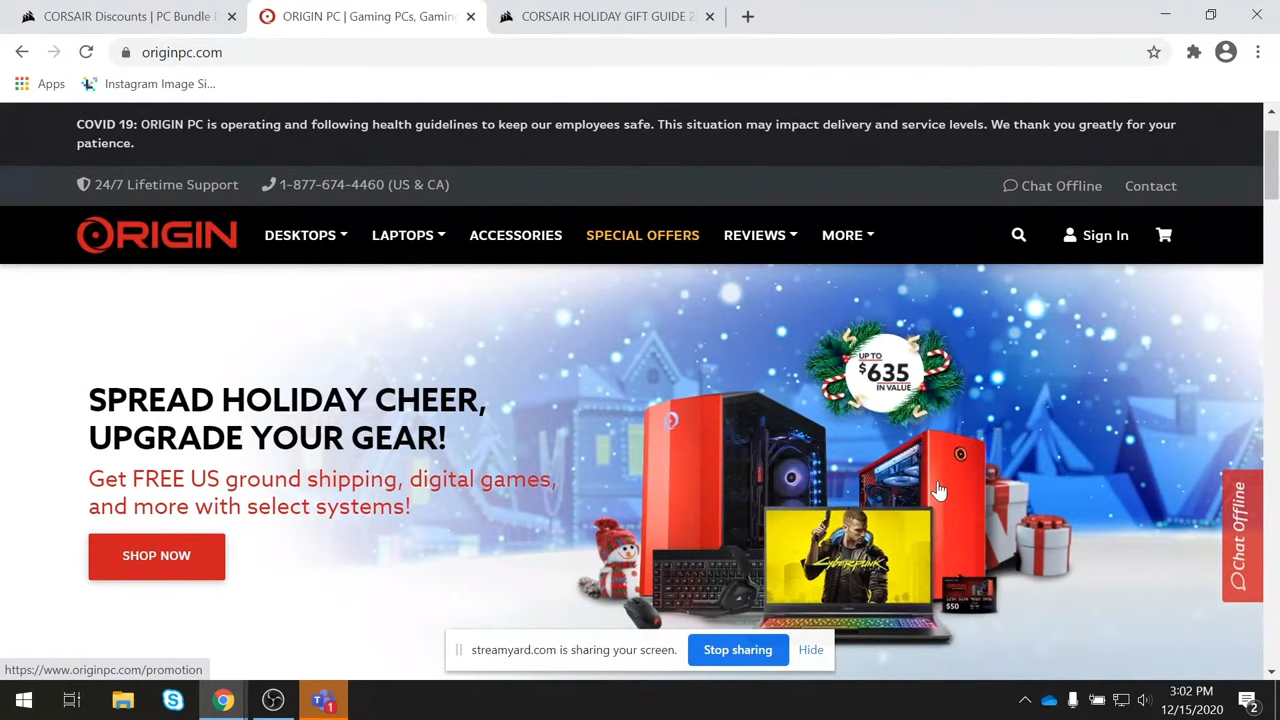 CORSAIR Discounts | PC Bundle D
ORIGIN PC | Gaming PCs, Gaming
CORSAIR HOLIDAY GIFT GUIDE 2
originpc.com
Apps
Instagram Image Si...
COVID 19: ORIGIN PC is operating and following health guidelines to keep our employees safe. This situation may impact delivery and service levels. We thank you greatly for your
patience.
24/7 Lifetime Support
1-877-674-4460 (US & CA)
Chat Offline
Contact
ORIGIN
DESKTOPS
LAPTOPS
ACCESSORIES
SPECIAL OFFERS
REVIEWS
MORE
Sign In
UP TO
$635
IN VALUE
SPREAD HOLIDAY CHEER,
UPGRADE YOUR GEAR!
Get FREE US ground shipping, digital games,
and more with select systems!
SHOP NOW
CYBERPUNK
$50
Chat Offline
streamyard.com is sharing your screen.
Stop sharing
Hide
https://www.originpc.com/promotion
1
3:02 PM
12/15/2020
2